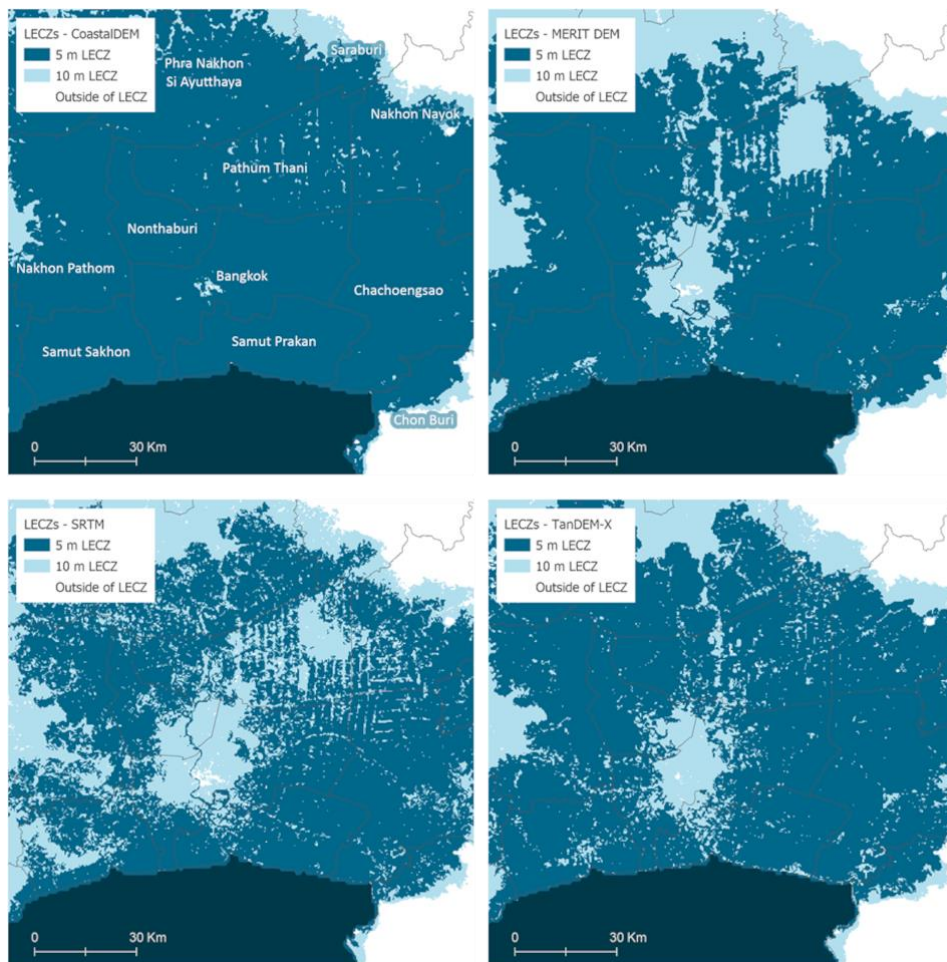 LECZs - CoastalDEM
5 m LECZ
10 m LECZ
Outside of LECZ
Phra Nakhon
Si Ayutthaya
Saraburi
Nakhon Nayok
Pathum Thani
Nonthaburi
Nakhon Pathom
Bangkok
Chachoengsao
Samut Sakhon
Samut Prakan
Chon Buri
0 30 Km
LECZs - MERIT DEM
5 m LECZ
10 m LECZ
Outside of LECZ
0 30 Km
LECZs - SRTM
5 m LECZ
10 m LECZ
Outside of LECZ
0 30 Km
LECZs - TanDEM-X
5 m LECZ
10 m LECZ
Outside of LECZ
0 30 Km